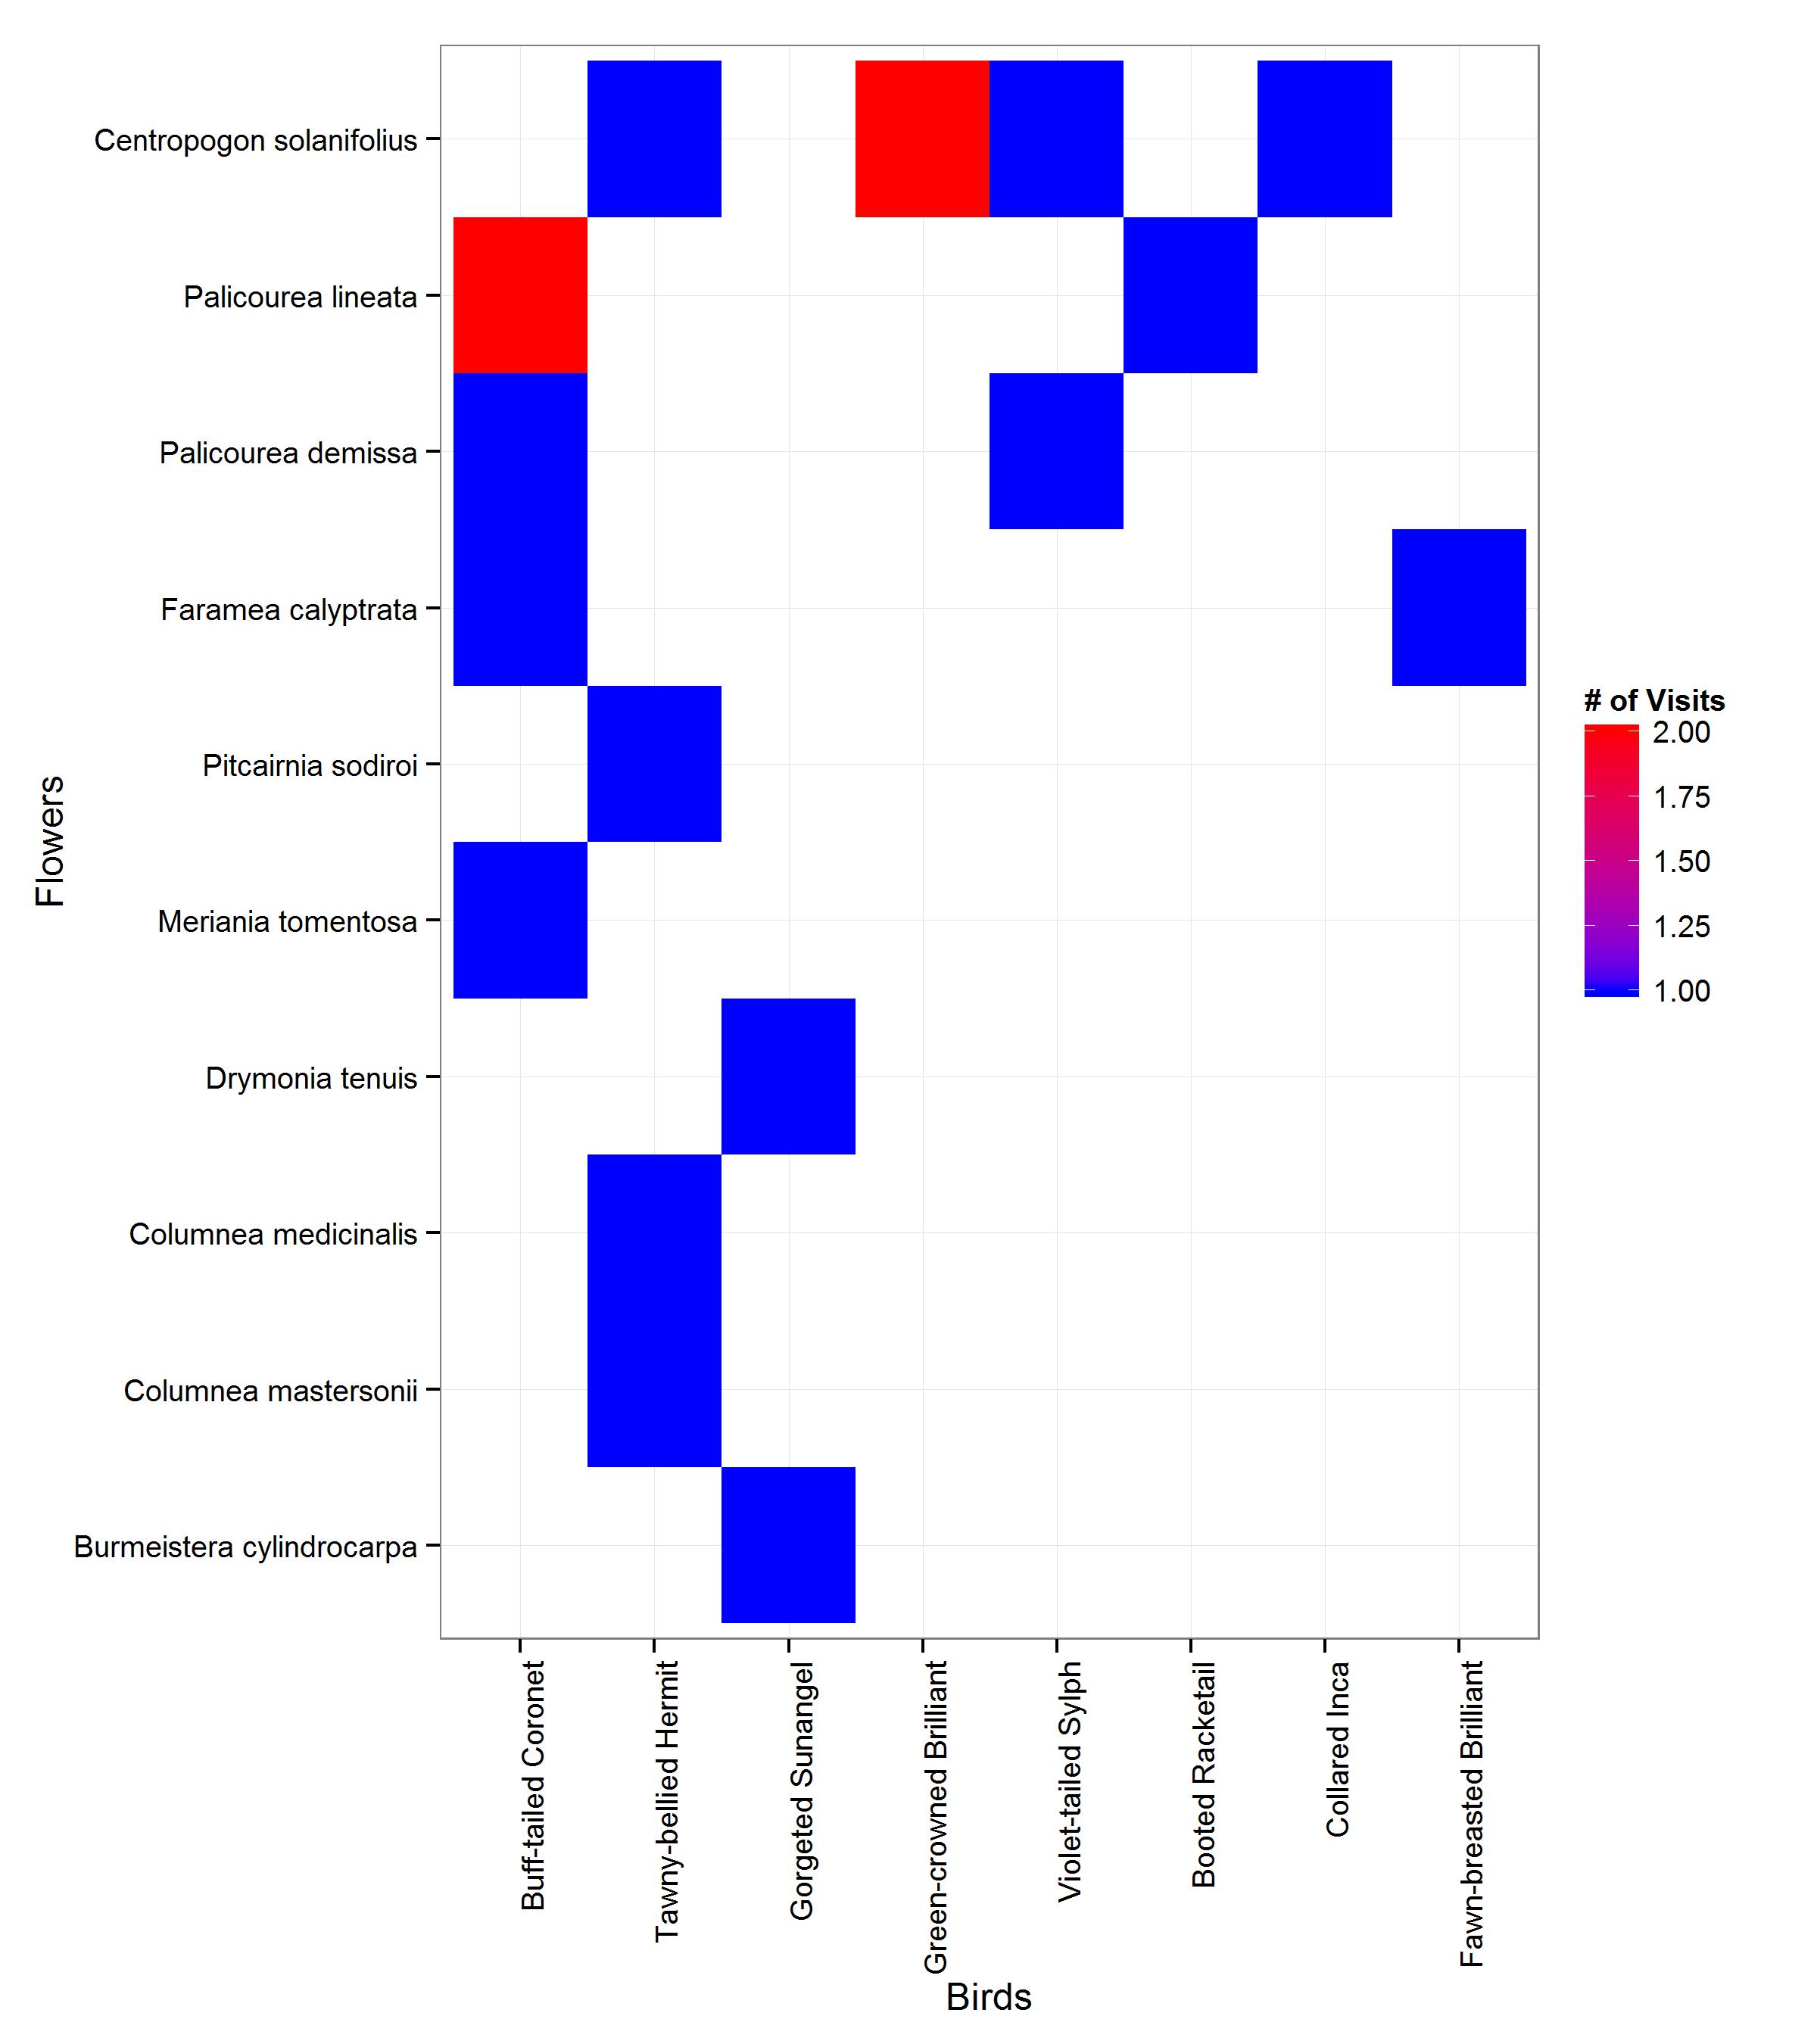 Flowers
Centropogon solanifolius
Palicourea lineata
Palicourea demissa
Faramea calyptrata
Pitcairnia sodiroi
Meriania tomentosa
Drymonia tenuis
Columnea medicinalis
Columnea mastersonii
Burmeistera cylindrocarpa
Buff-tailed Coronet
Tawny-bellied Hermit
Gorgeted Sunangel
Green-crowned Brilliant
Violet-tailed Sylph
Booted Racketail
Collared Inca
Fawn-breasted Brilliant
Birds
# of Visits
2.00
1.75
1.50
1.25
1.00